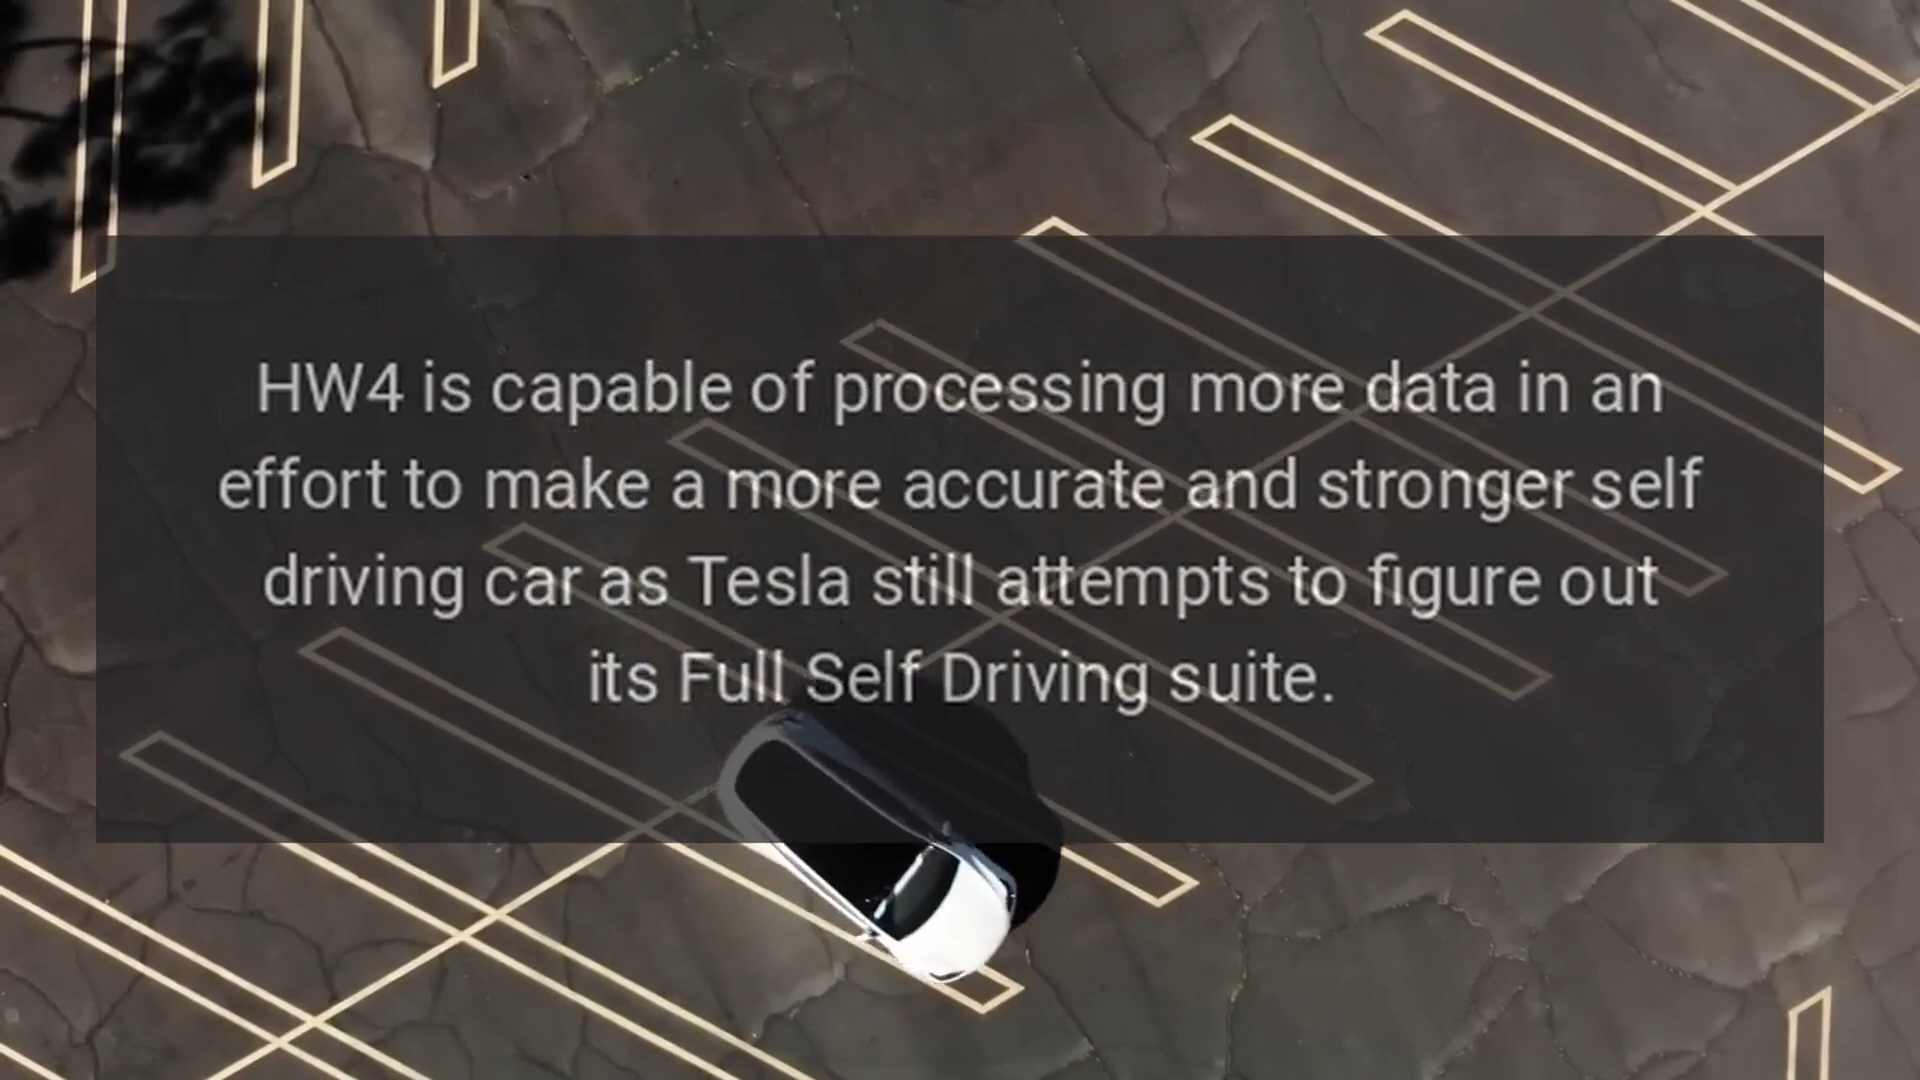 HW4 is capable of processing more data in an
effort to make a more accurate and stronger self
driving car as Tesla still attempts to figure out
its Full Self Driving suite.